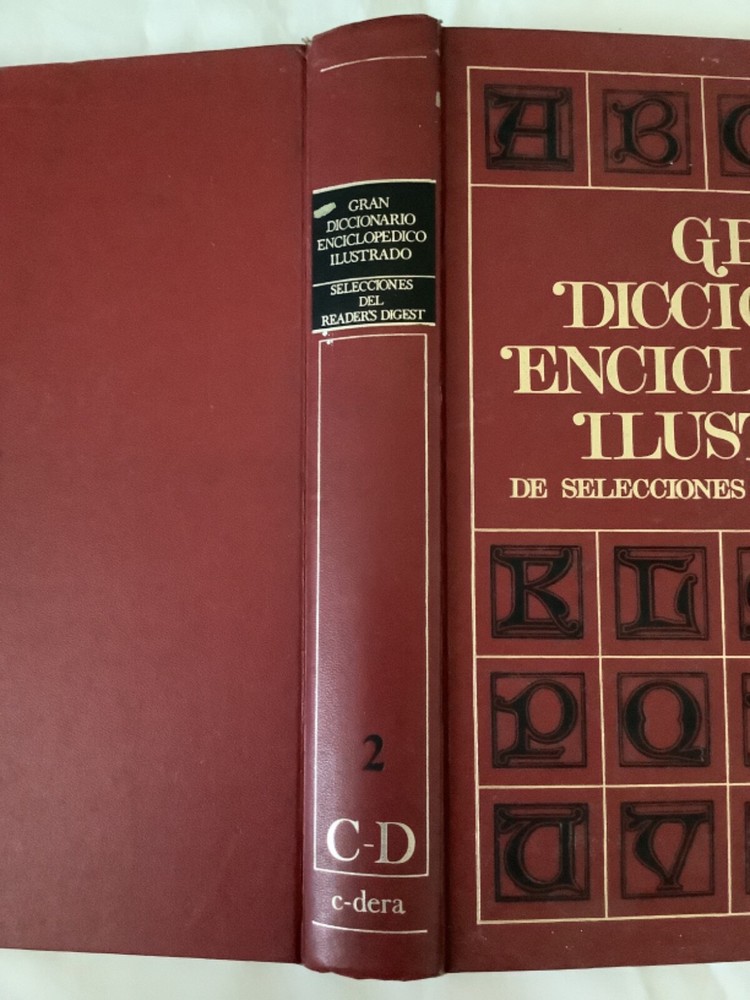 GRAN
DICCIONARIO
ENCICLOPEDICO
ILUSTRADO
SELECCIONES
DEL
READER'S DIGEST
2
C-D
c-dera
A B
DE SELECCIONES
K L
P Q
U V